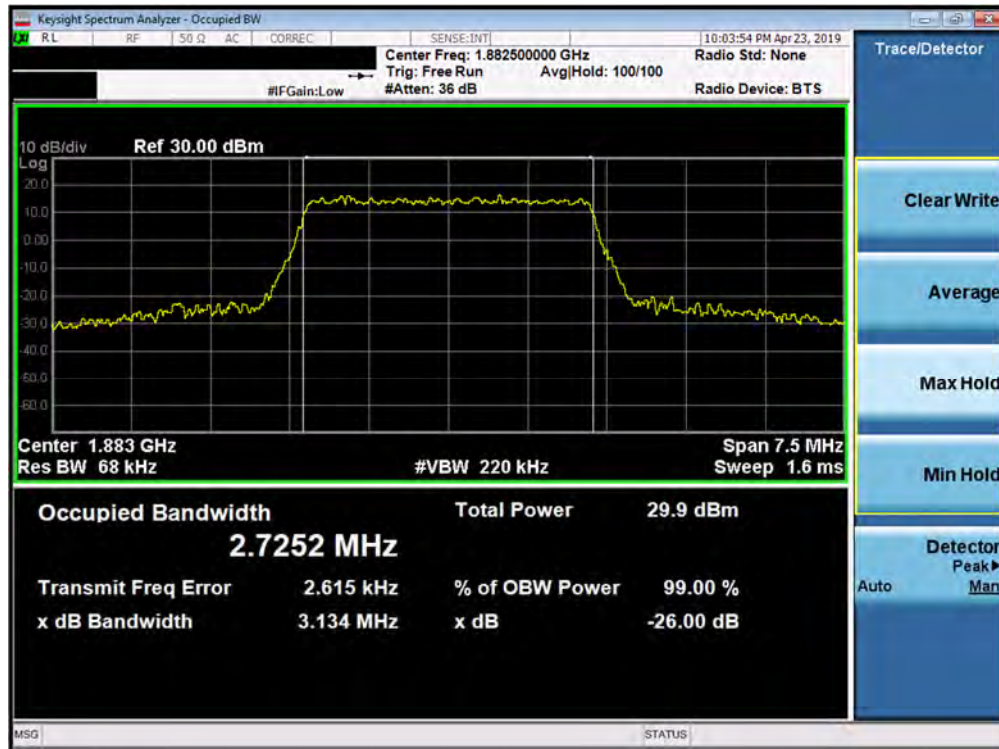 Keysight Spectrum Analyzer - Occupied BW
LXI RL RF 50 Ω AC CORREC SENSE:INT 10:03:54 PM Apr 23, 2019
Center Freq: 1.882500000 GHz Radio Std: None
Trig: Free Run Avg|Hold: 100/100
#IFGain:Low #Atten: 36 dB Radio Device: BTS
10 dB/div Ref 30.00 dBm
Log
20.0
10.0
0.00
-10.0
-20.0
-30.0
-40.0
-50.0
-60.0
Center 1.883 GHz Span 7.5 MHz
Res BW 68 kHz #VBW 220 kHz Sweep 1.6 ms
Occupied Bandwidth Total Power 29.9 dBm
2.7252 MHz
Transmit Freq Error 2.615 kHz % of OBW Power 99.00 %
x dB Bandwidth 3.134 MHz x dB -26.00 dB
MSG STATUS
Trace/Detector
Clear Write
Average
Max Hold
Min Hold
Detector
Peak▶
Auto Man